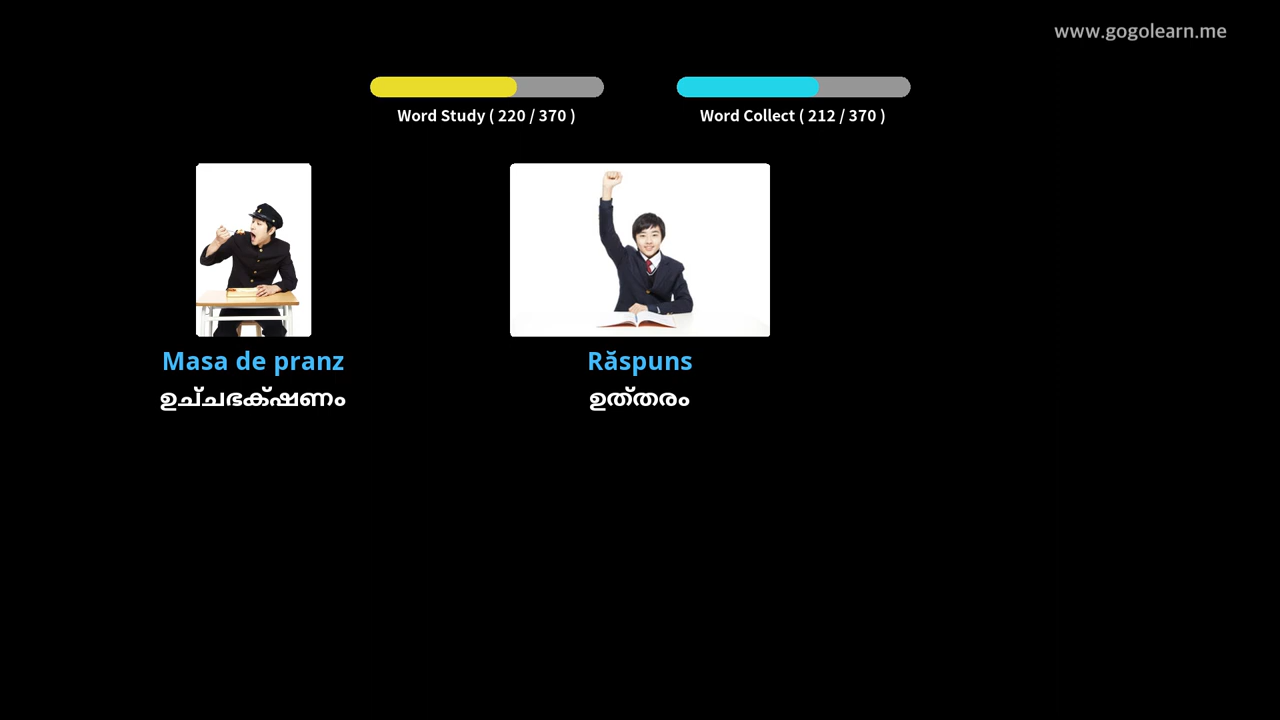 www.gogolearn.me
Word Study ( 220 / 370 )
Word Collect ( 212 / 370 )
Masa de pranz
Răspuns
ഉച്ചഭക്ഷണം
ഉത്തരം